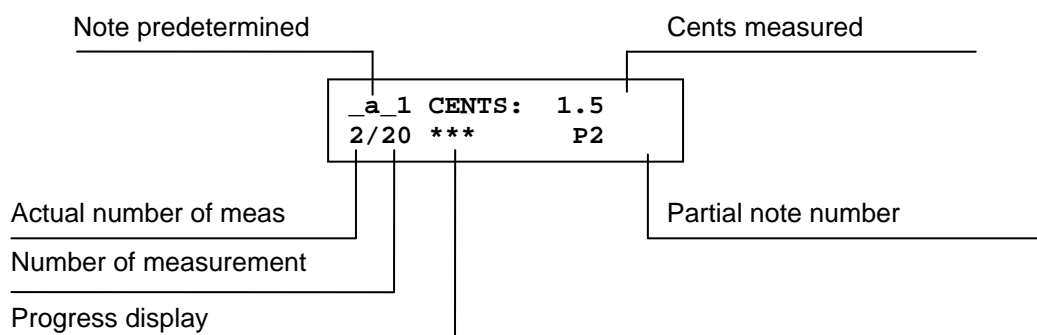 Note predetermined
Cents measured
_a_1 CENTS: 1.5
2/20 *** P2
Actual number of meas
Partial note number
Number of measurement
Progress display